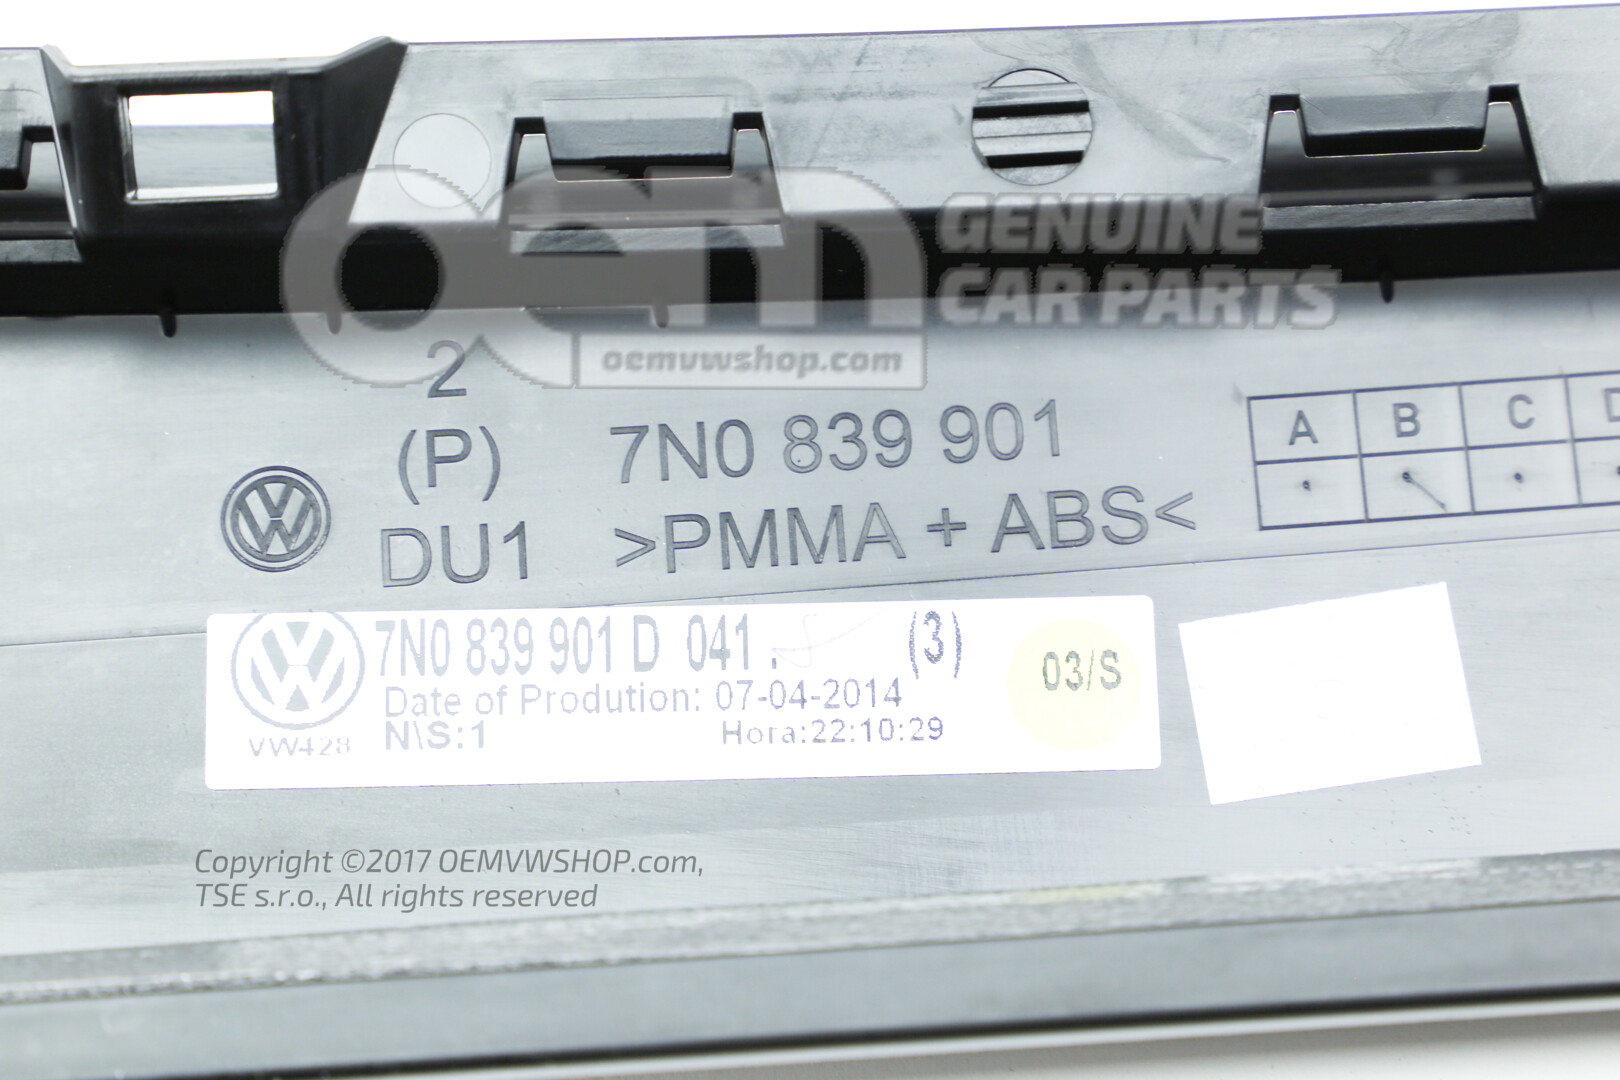 oem GENUINE
CAR PARTS
oemvwshop.com
2
(P) 7N0 839 901
DU1 >PMMA + ABS<
A B C D
7N0 839 901 D 041. (3)
03/S
Date of Prodution: 07-04-2014
N\S:1 Hora:22:10:29
VW428
Copyright ©2017 OEMVWSHOP.com,
TSE s.r.o., All rights reserved